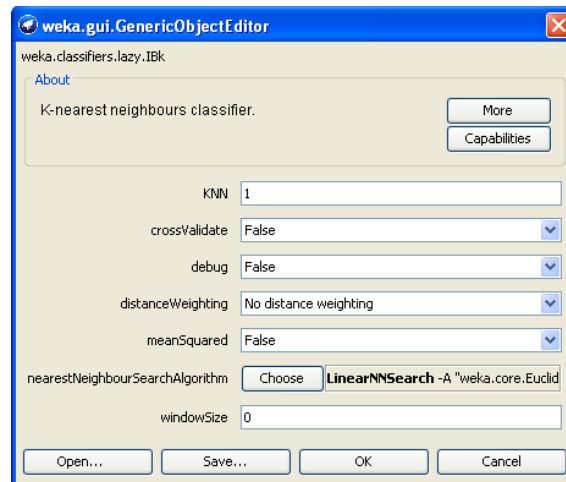 weka.gui.GenericObjectEditor
weka.classifiers.lazy.IBk
About
K-nearest neighbours classifier.
More
Capabilities
KNN 1
crossValidate False
debug False
distanceWeighting No distance weighting
meanSquared False
nearestNeighbourSearchAlgorithm Choose LinearNNSearch -A "weka.core.Euclid
windowSize 0
Open... Save... OK Cancel